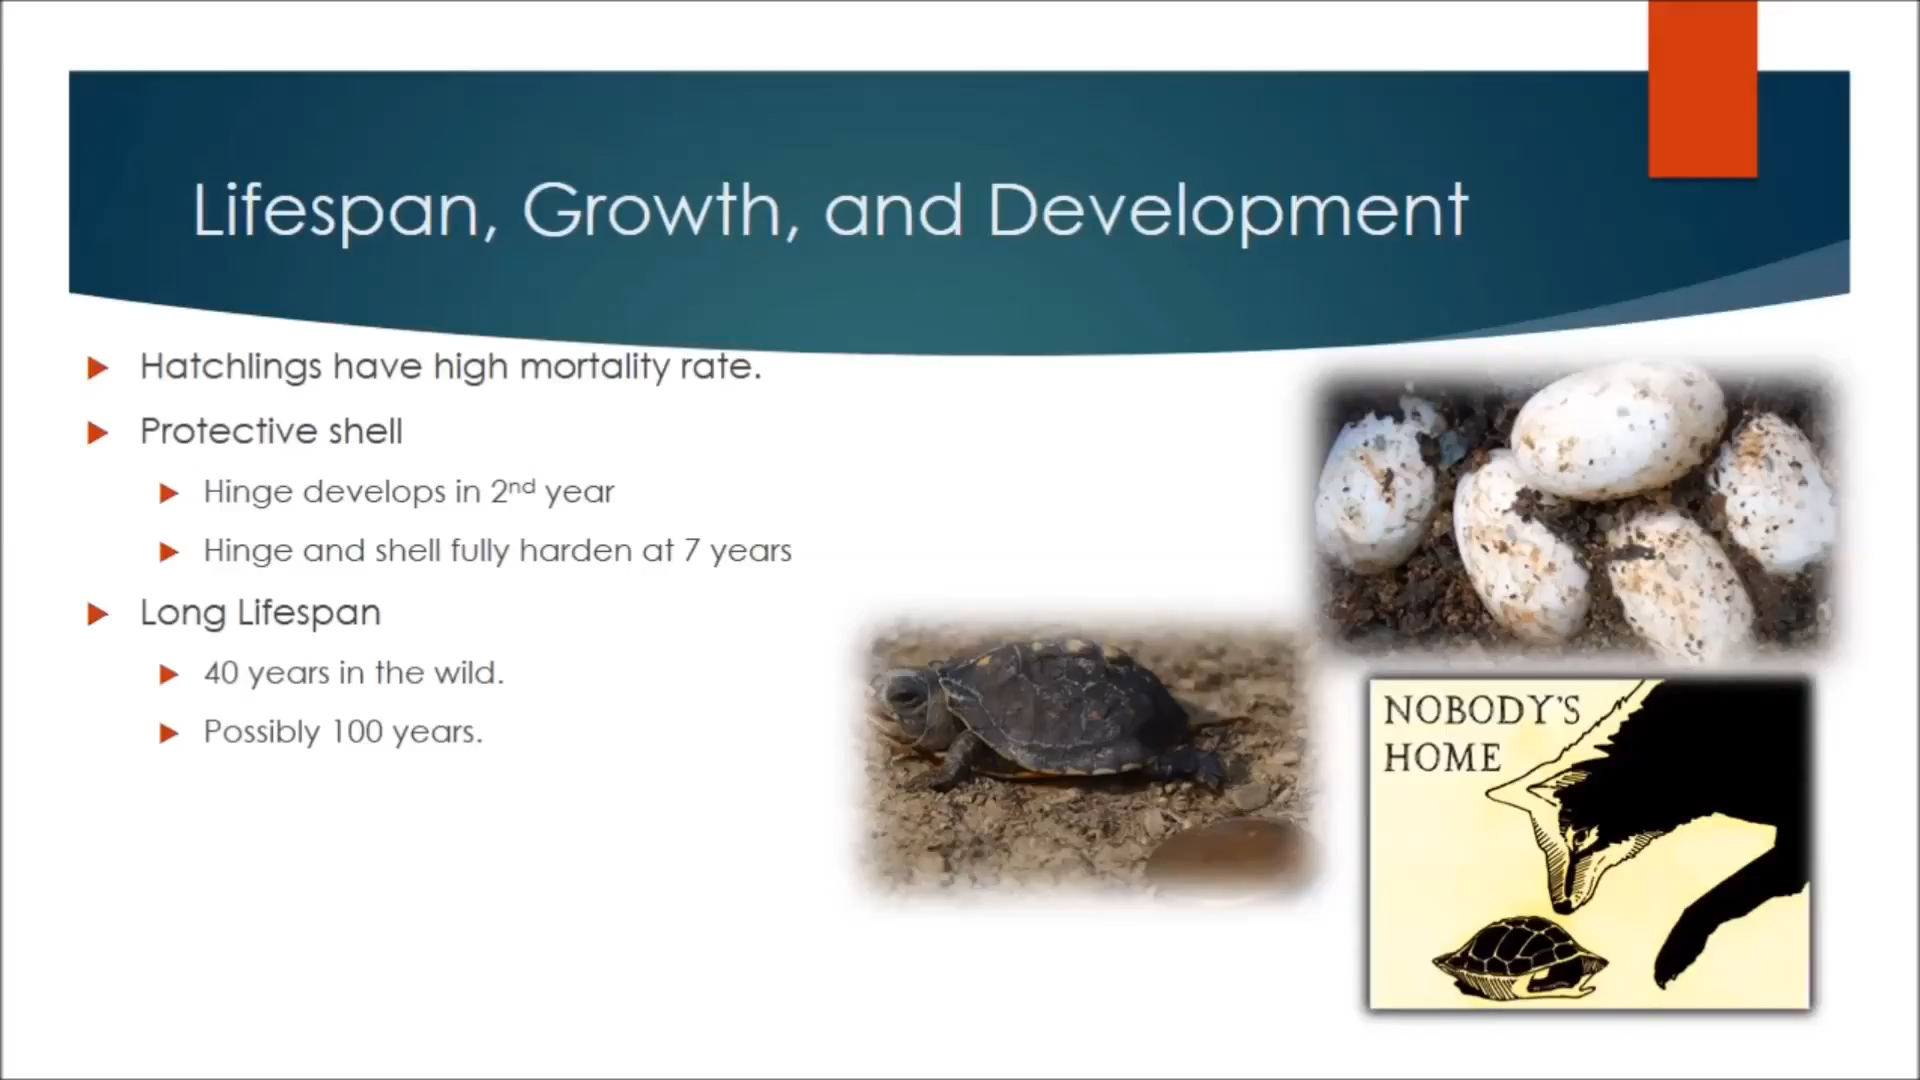 Lifespan, Growth, and Development
Hatchlings have high mortality rate.
Protective shell
Hinge develops in 2nd year
Hinge and shell fully harden at 7 years
Long Lifespan
40 years in the wild.
Possibly 100 years.
NOBODY'S
HOME